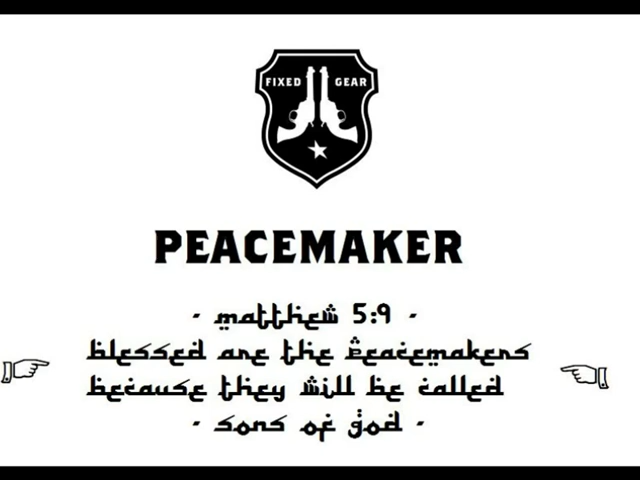 FIXED GEAR
PEACEMAKER
- matthew 5:9 -
blessed are the peacemakers
because they will be called
- sons of god -